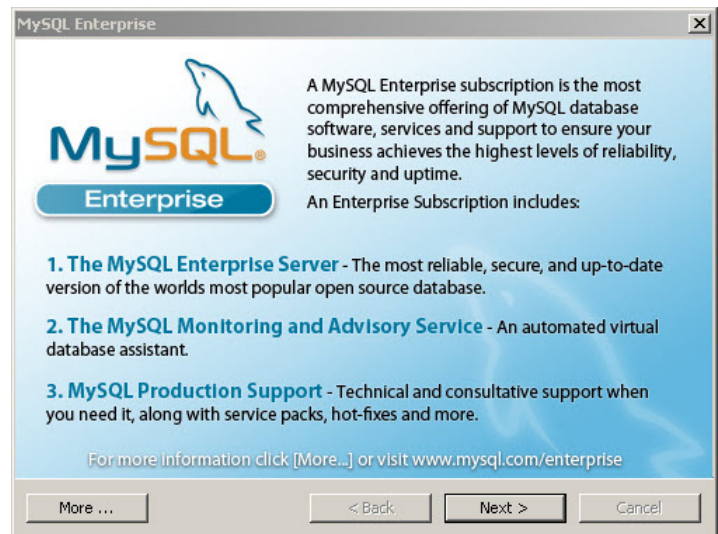 MySQL Enterprise
MySQL®
Enterprise
A MySQL Enterprise subscription is the most
comprehensive offering of MySQL database
software, services and support to ensure your
business achieves the highest levels of reliability,
security and uptime.
An Enterprise Subscription includes:
1. The MySQL Enterprise Server - The most reliable, secure, and up-to-date
version of the worlds most popular open source database.
2. The MySQL Monitoring and Advisory Service - An automated virtual
database assistant.
3. MySQL Production Support - Technical and consultative support when
you need it, along with service packs, hot-fixes and more.
For more information click [More...] or visit www.mysql.com/enterprise
More ...
< Back
Next >
Cancel